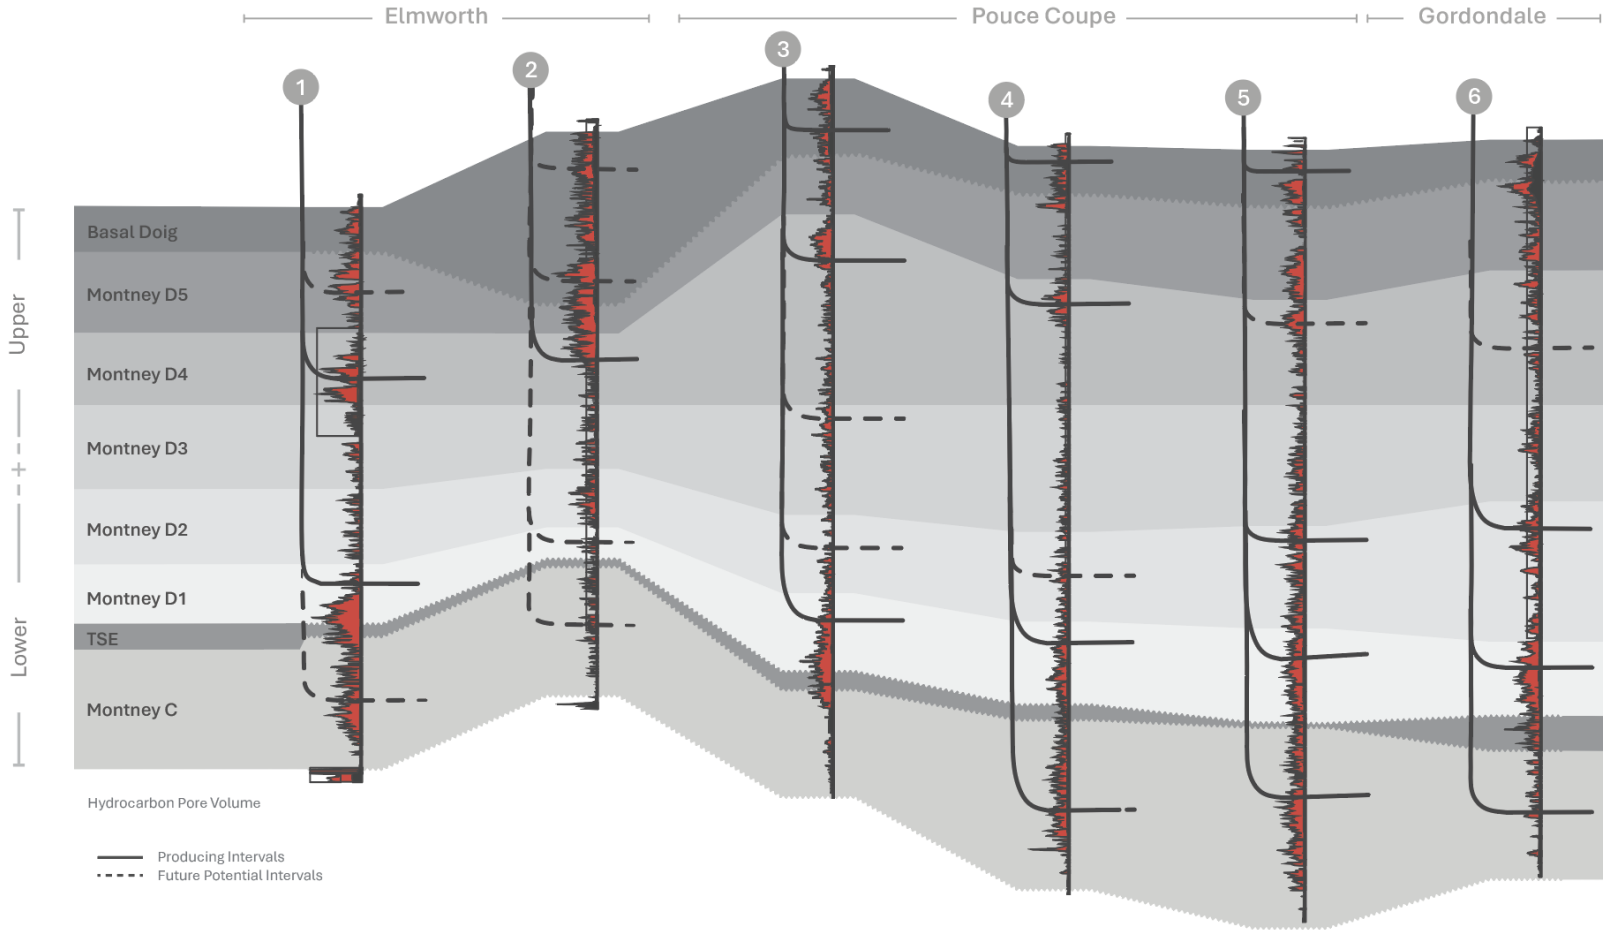 Elmworth
Pouce Coupe
Gordondale
1
2
3
4
5
6
Upper
Lower
Basal Doig
Montney D5
Montney D4
Montney D3
Montney D2
Montney D1
TSE
Montney C
Hydrocarbon Pore Volume
Producing Intervals
Future Potential Intervals